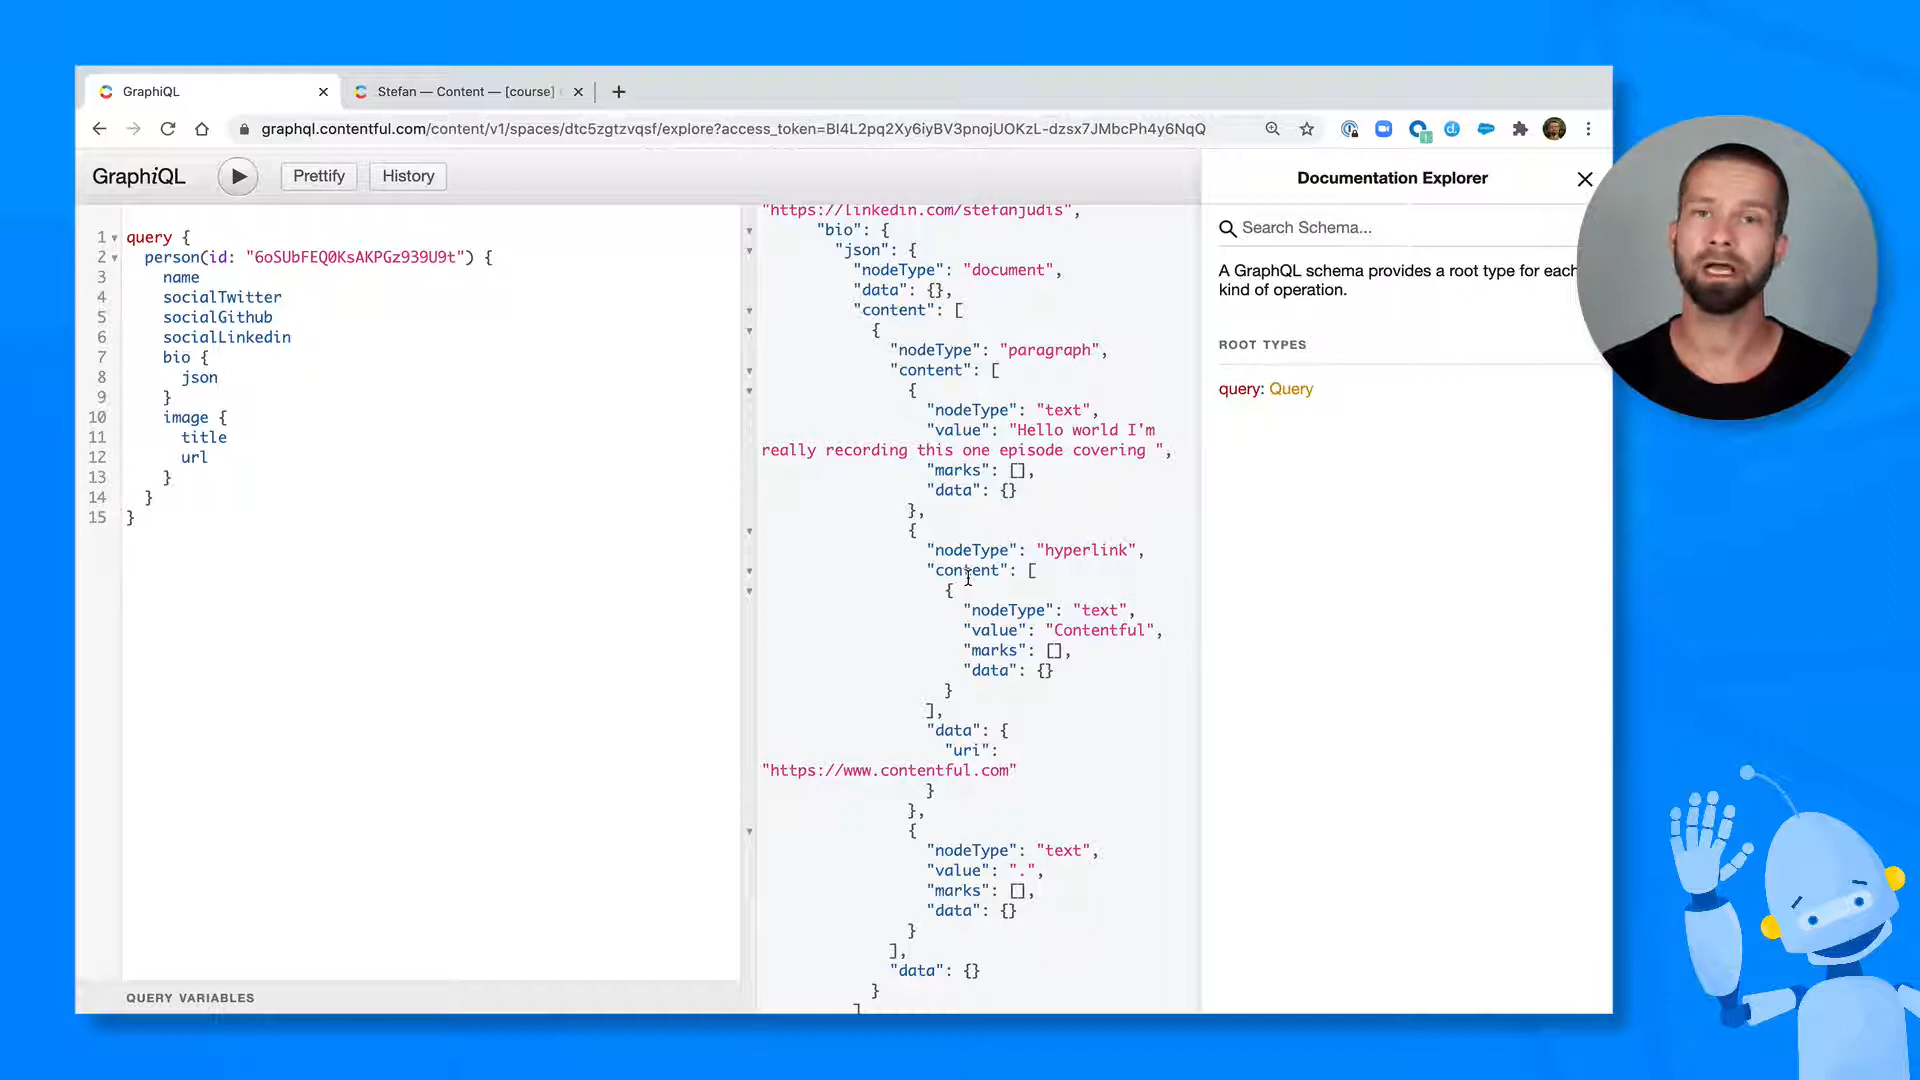 GraphiQL
Stefan — Content — [course]
graphql.contentful.com/content/v1/spaces/dtc5zgtzvqsf/explore?access_token=BI4L2pq2Xy6iyBV3pnojUOKzL-dzsx7JMbcPh4y6NqQ
GraphiQL
Prettify
History
1 query {
2 person(id: "6oSUbFEQ0KsAKPGz939U9t") {
3 name
4 socialTwitter
5 socialGithub
6 socialLinkedin
7 bio {
8 json
9 }
10 image {
11 title
12 url
13 }
14 }
15 }
QUERY VARIABLES
"https://linkedin.com/stefanjudis",
"bio": {
"json": {
"nodeType": "document",
"data": {},
"content": [
{
"nodeType": "paragraph",
"content": [
{
"nodeType": "text",
"value": "Hello world I'm
really recording this one episode covering ",
"marks": [],
"data": {}
},
{
"nodeType": "hyperlink",
"content": [
{
"nodeType": "text",
"value": "Contentful",
"marks": [],
"data": {}
}
],
"data": {
"uri":
"https://www.contentful.com"
}
},
{
"nodeType": "text",
"value": ".",
"marks": [],
"data": {}
}
],
"data": {}
}
]
Documentation Explorer
Search Schema...
A GraphQL schema provides a root type for each
kind of operation.
ROOT TYPES
query: Query